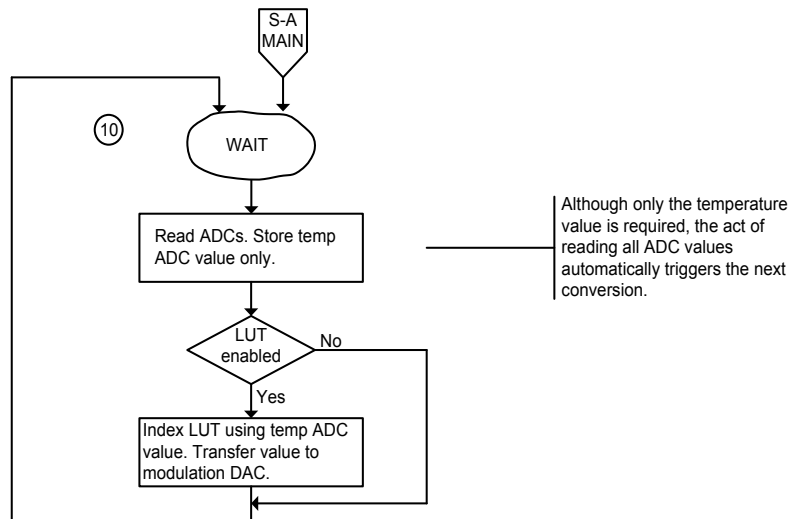 S-A
MAIN
10
WAIT
Read ADCs. Store temp
ADC value only.
Although only the temperature
value is required, the act of
reading all ADC values
automatically triggers the next
conversion.
LUT
enabled
No
Yes
Index LUT using temp ADC
value. Transfer value to
modulation DAC.